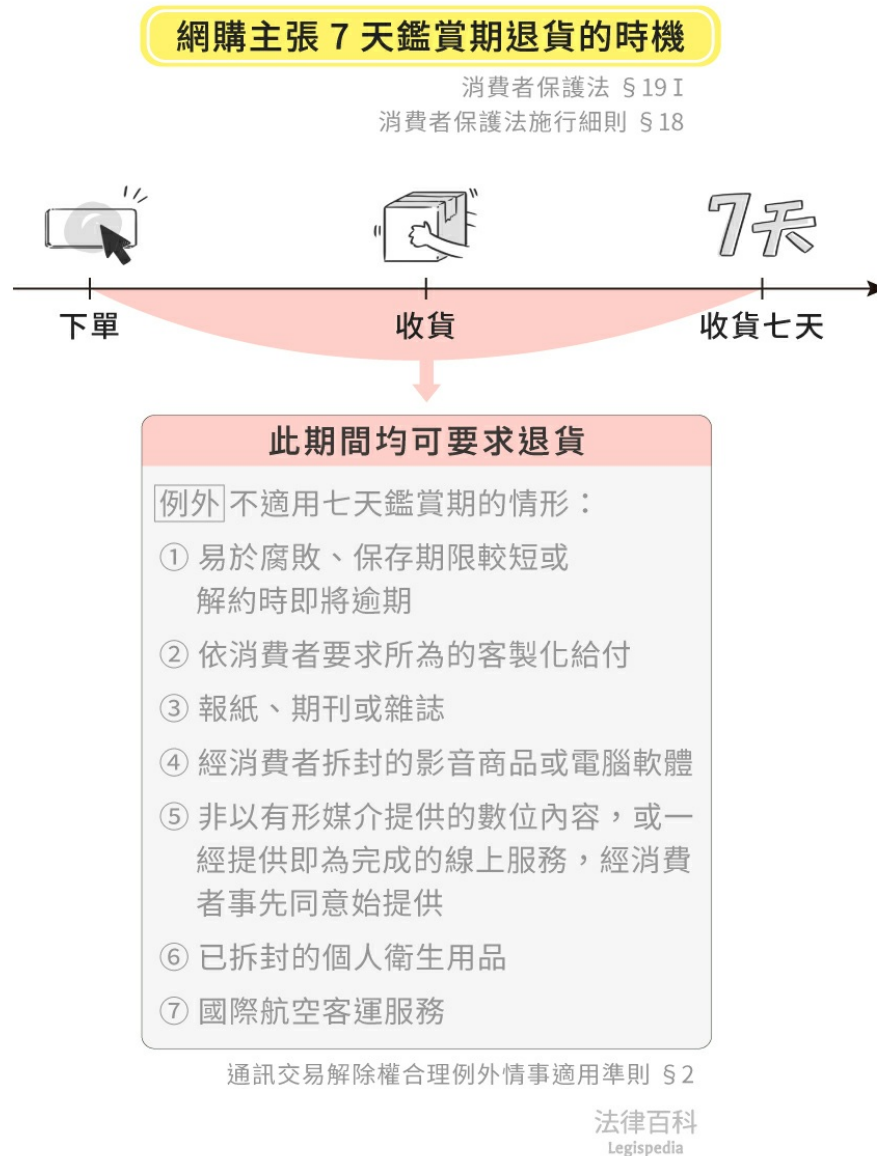 網購主張 7 天鑑賞期退貨的時機
消費者保護法 §19 I
消費者保護法施行細則 §18
7天
下單
收貨
收貨七天
此期間均可要求退貨
例外 不適用七天鑑賞期的情形：
① 易於腐敗、保存期限較短或
解約時即將逾期
② 依消費者要求所為的客製化給付
③ 報紙、期刊或雜誌
④ 經消費者拆封的影音商品或電腦軟體
⑤ 非以有形媒介提供的數位內容，或一
經提供即為完成的線上服務，經消費
者事先同意始提供
⑥ 已拆封的個人衛生用品
⑦ 國際航空客運服務
通訊交易解除權合理例外情事適用準則 §2
法律百科
Legispedia